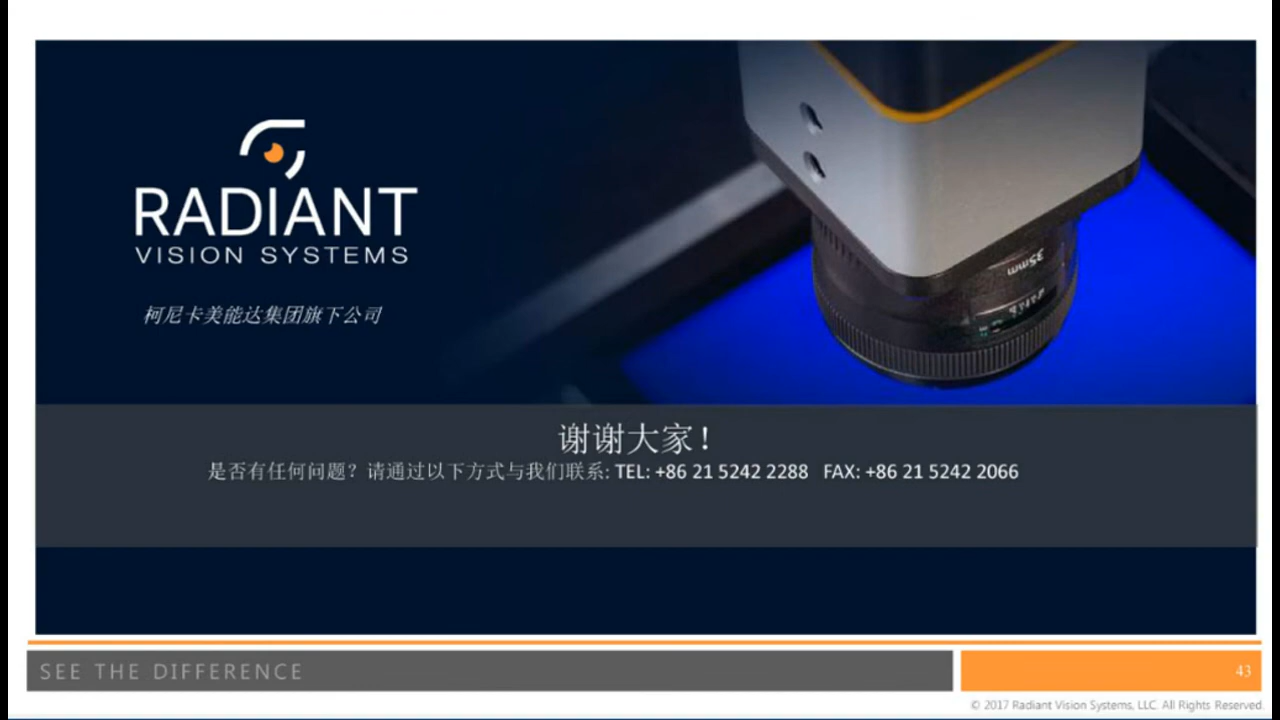 RADIANT
VISION SYSTEMS
柯尼卡美能达集团旗下公司
35mm
谢谢大家！
是否有任何问题？请通过以下方式与我们联系: TEL: +86 21 5242 2288 FAX: +86 21 5242 2066
SEE THE DIFFERENCE
43
© 2017 Radiant Vision Systems, LLC. All Rights Reserved.